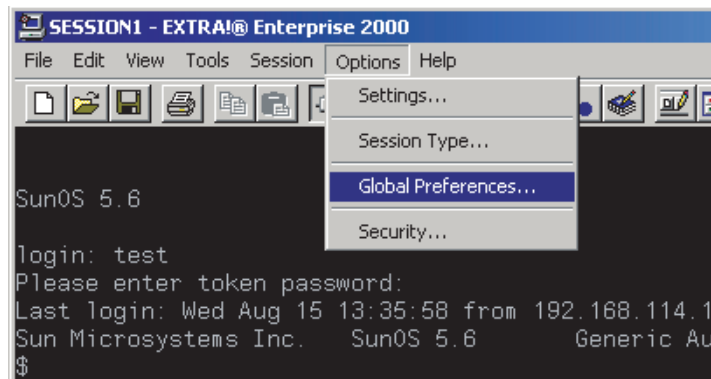 SESSION1 - EXTRA!® Enterprise 2000
File Edit View Tools Session Options Help
Settings...
Session Type...
Global Preferences...
Security...
SunOS 5.6
login: test
Please enter token password:
Last login: Wed Aug 15 13:35:58 from 192.168.114.1
Sun Microsystems Inc. SunOS 5.6 Generic Au
$